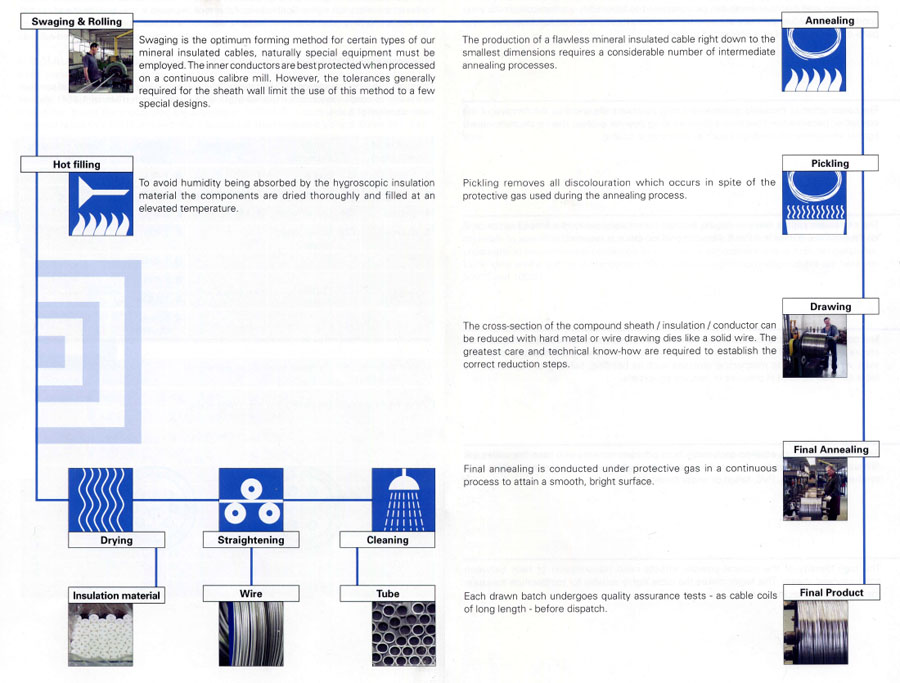 Swaging & Rolling
Swaging is the optimum forming method for certain types of our
mineral insulated cables, naturally special equipment must be
employed. The inner conductors are best protected when processed
on a continuous calibre mill. However, the tolerances generally
required for the sheath wall limit the use of this method to a few
special designs.
Hot filling
To avoid humidity being absorbed by the hygroscopic insulation
material the components are dried thoroughly and filled at an
elevated temperature.
Drying
Straightening
Cleaning
Insulation material
Wire
Tube
Annealing
The production of a flawless mineral insulated cable right down to the
smallest dimensions requires a considerable number of intermediate
annealing processes.
Pickling
Pickling removes all discolouration which occurs in spite of the
protective gas used during the annealing process.
Drawing
The cross-section of the compound sheath / insulation / conductor can
be reduced with hard metal or wire drawing dies like a solid wire. The
greatest care and technical know-how are required to establish the
correct reduction steps.
Final Annealing
Final annealing is conducted under protective gas in a continuous
process to attain a smooth, bright surface.
Final Product
Each drawn batch undergoes quality assurance tests - as cable coils
of long length - before dispatch.